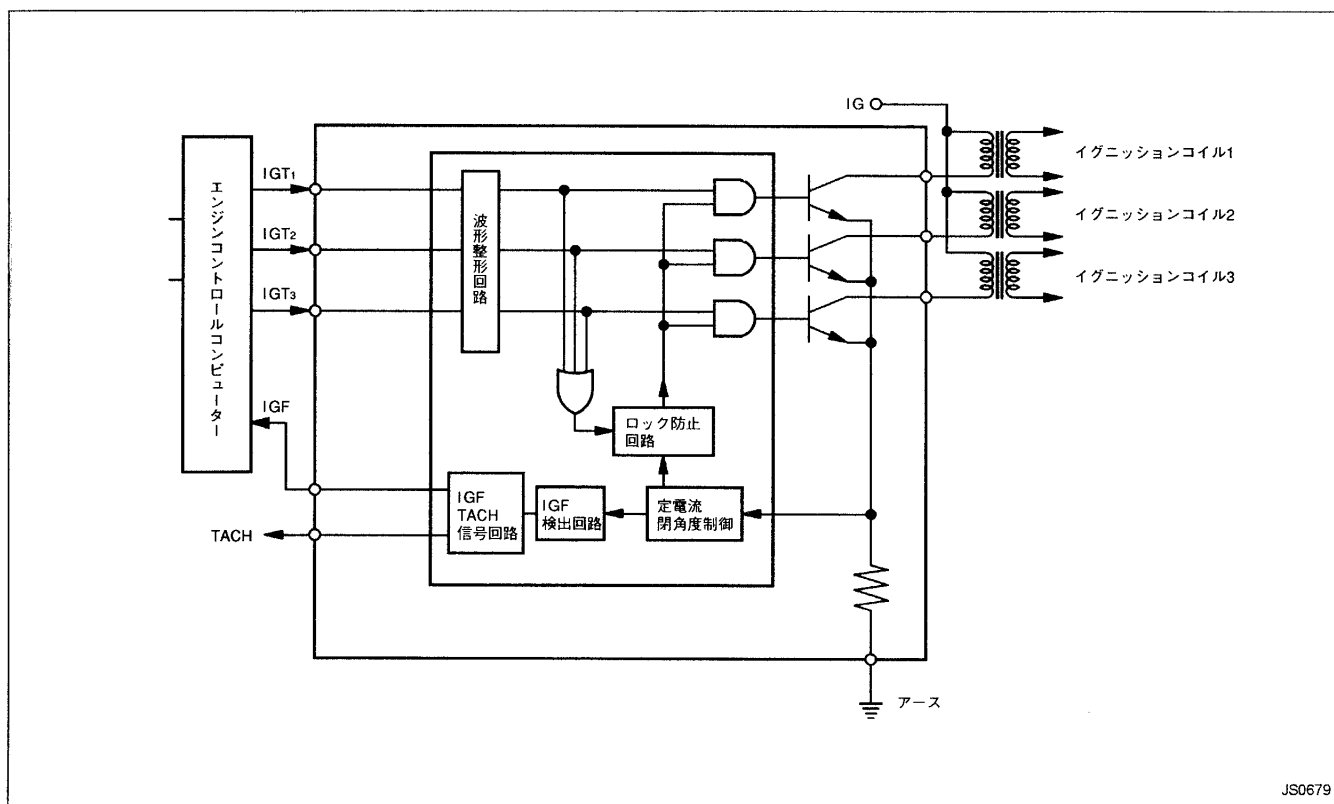 IG
イグニッションコイル1
イグニッションコイル2
イグニッションコイル3
エンジンコントロールコンピューター
IGT1
IGT2
IGT3
IGF
TACH
波形整形回路
ロック防止
回路
IGF
TACH
信号回路
IGF
検出回路
定電流
閉角度制御
アース
JS0679